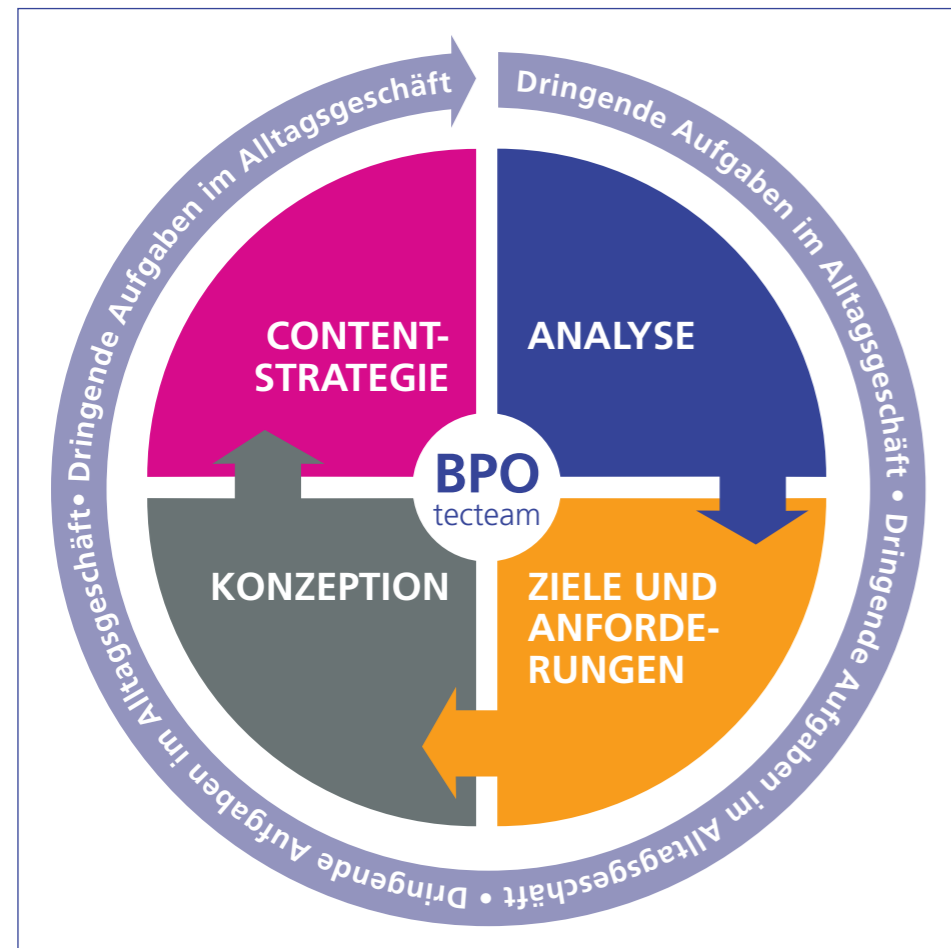 Dringende Aufgaben im Alltagsgeschäft • Dringende Aufgaben im Alltagsgeschäft • Dringende Aufgaben im Alltagsgeschäft • Dringende Aufgaben im Alltagsgeschäft
ANALYSE
ZIELE UND
ANFORDE-
RUNGEN
KONZEPTION
CONTENT-
STRATEGIE
BPO
tecteam